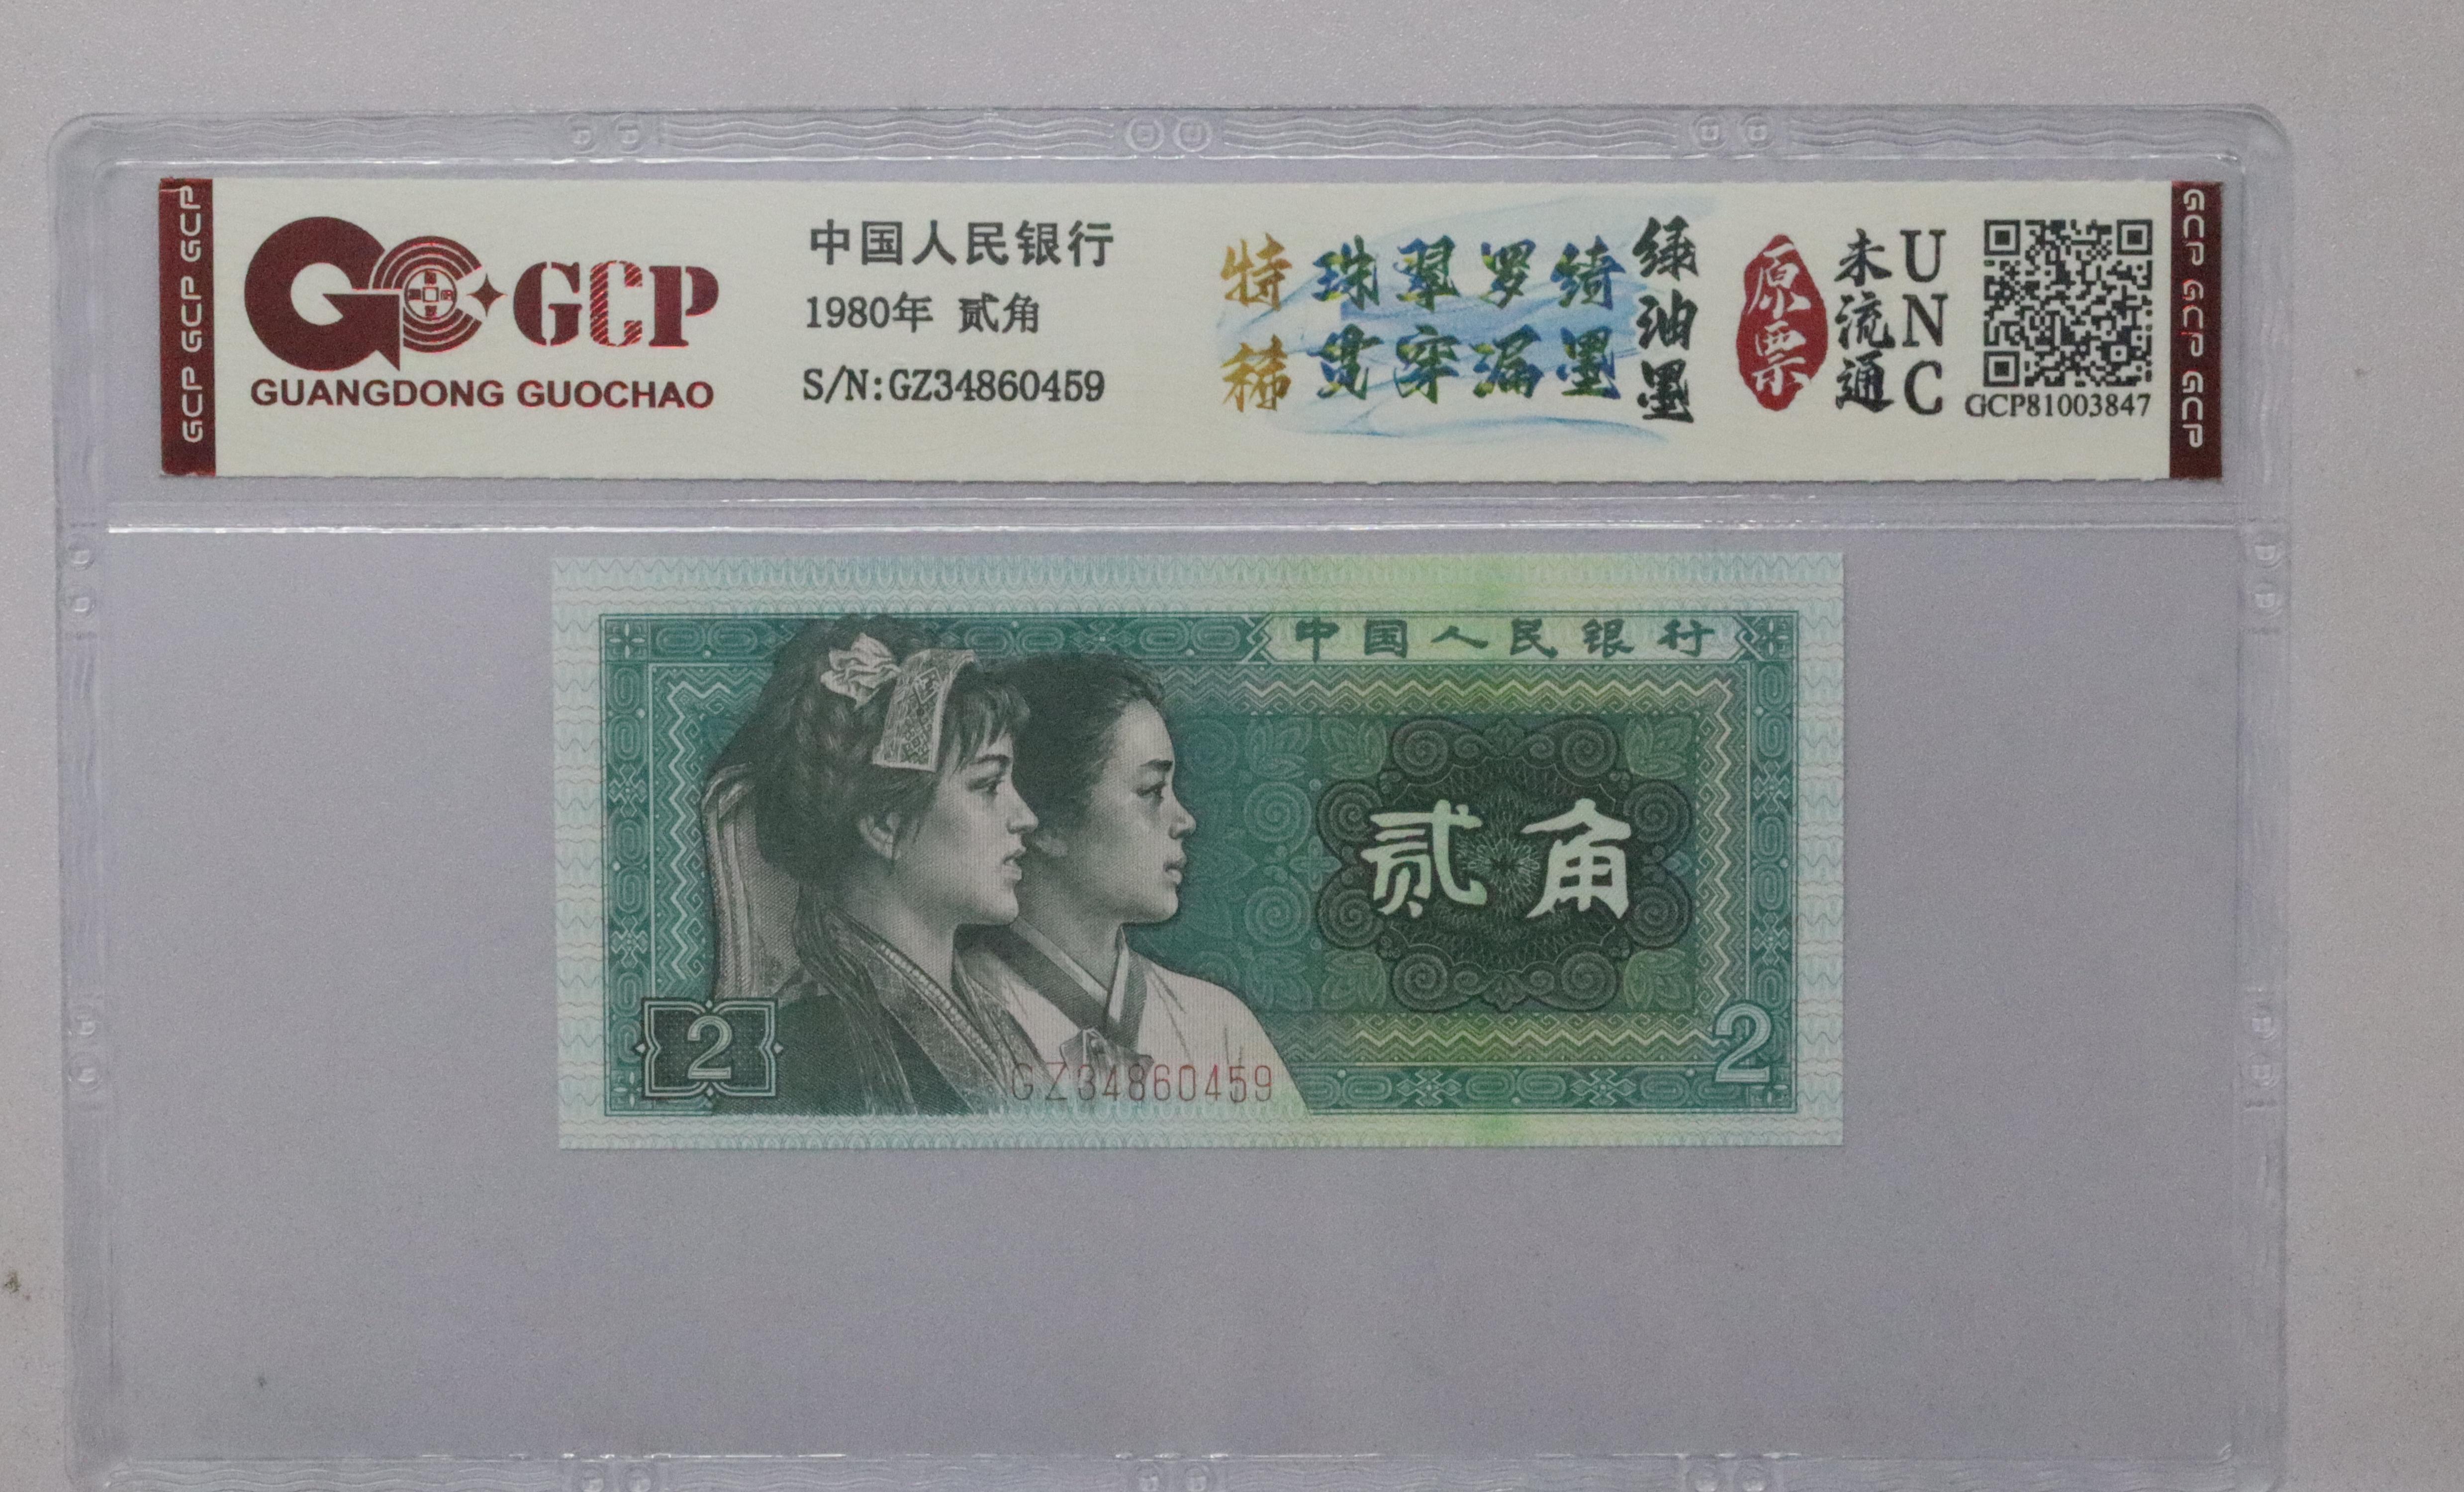 GCP GCP GCP
GCP
GUANGDONG GUOCHAO
中国人民银行
1980年 贰角
S/N:GZ34860459
特稀
珠翠罗绮
贯穿漏墨
绿油墨
原票
未流通
UNC
GCP81003847
GCP GCP GCP
中国人民银行
贰角
2
GZ34860459
2